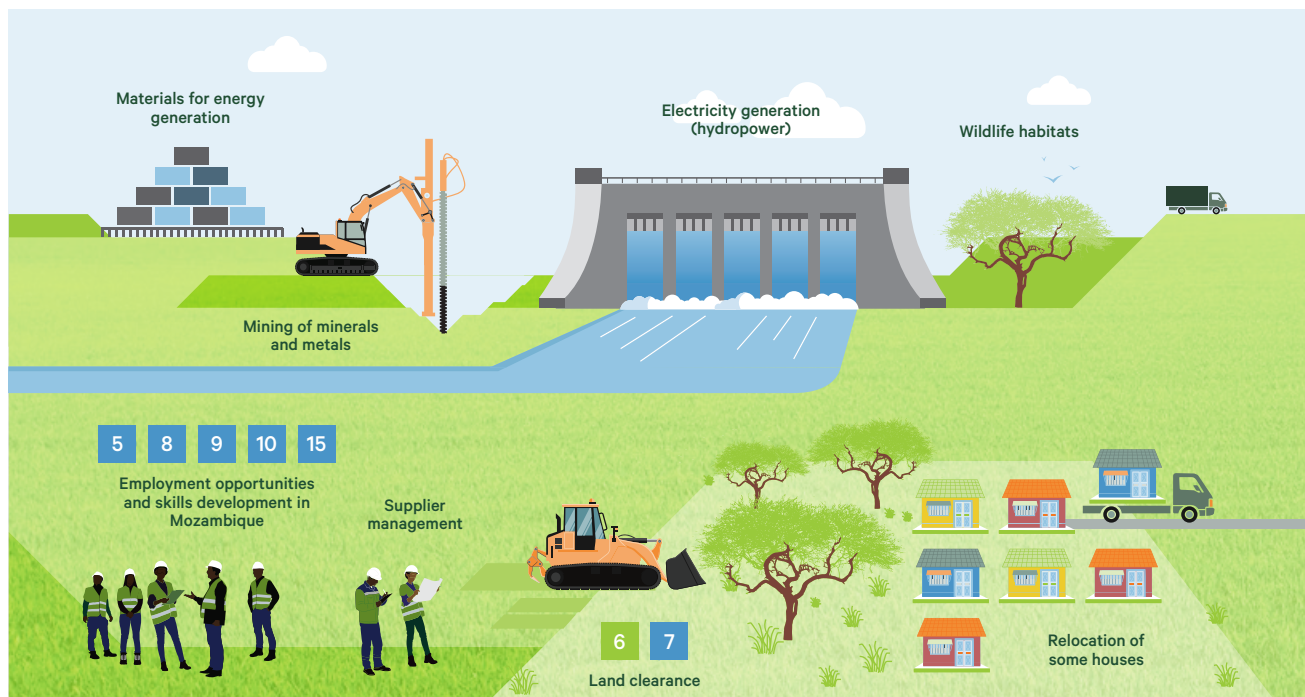 Materials for energy
generation
Electricity generation
(hydropower)
Wildlife habitats
Mining of minerals
and metals
5 8 9 10 15
Employment opportunities
and skills development in
Mozambique
Supplier
management
6 7
Land clearance
Relocation of
some houses